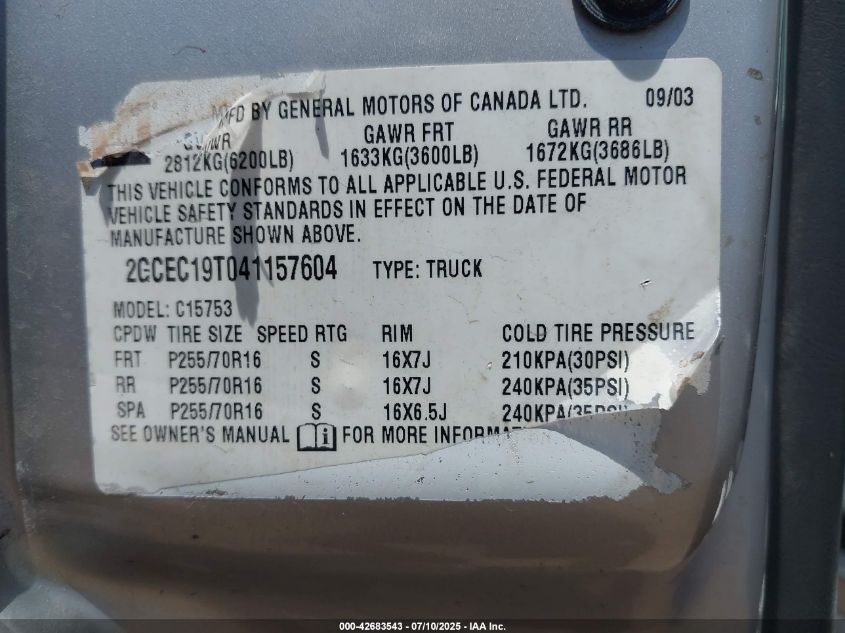 MFD BY GENERAL MOTORS OF CANADA LTD. 09/03
GVWR GAWR FRT GAWR RR
2812KG(6200LB) 1633KG(3600LB) 1672KG(3686LB)
THIS VEHICLE CONFORMS TO ALL APPLICABLE U.S. FEDERAL MOTOR
VEHICLE SAFETY STANDARDS IN EFFECT ON THE DATE OF
MANUFACTURE SHOWN ABOVE.
2GCEC19T041157604 TYPE: TRUCK
MODEL: C15753
CPDW TIRE SIZE SPEED RTG RIM COLD TIRE PRESSURE
FRT P255/70R16 S 16X7J 210KPA(30PSI)
RR P255/70R16 S 16X7J 240KPA(35PSI)
SPA P255/70R16 S 16X6.5J 240KPA(35PSI)
SEE OWNER'S MANUAL i FOR MORE INFORMAT
000-42683543 / 07/10/2025 - IAA Inc.